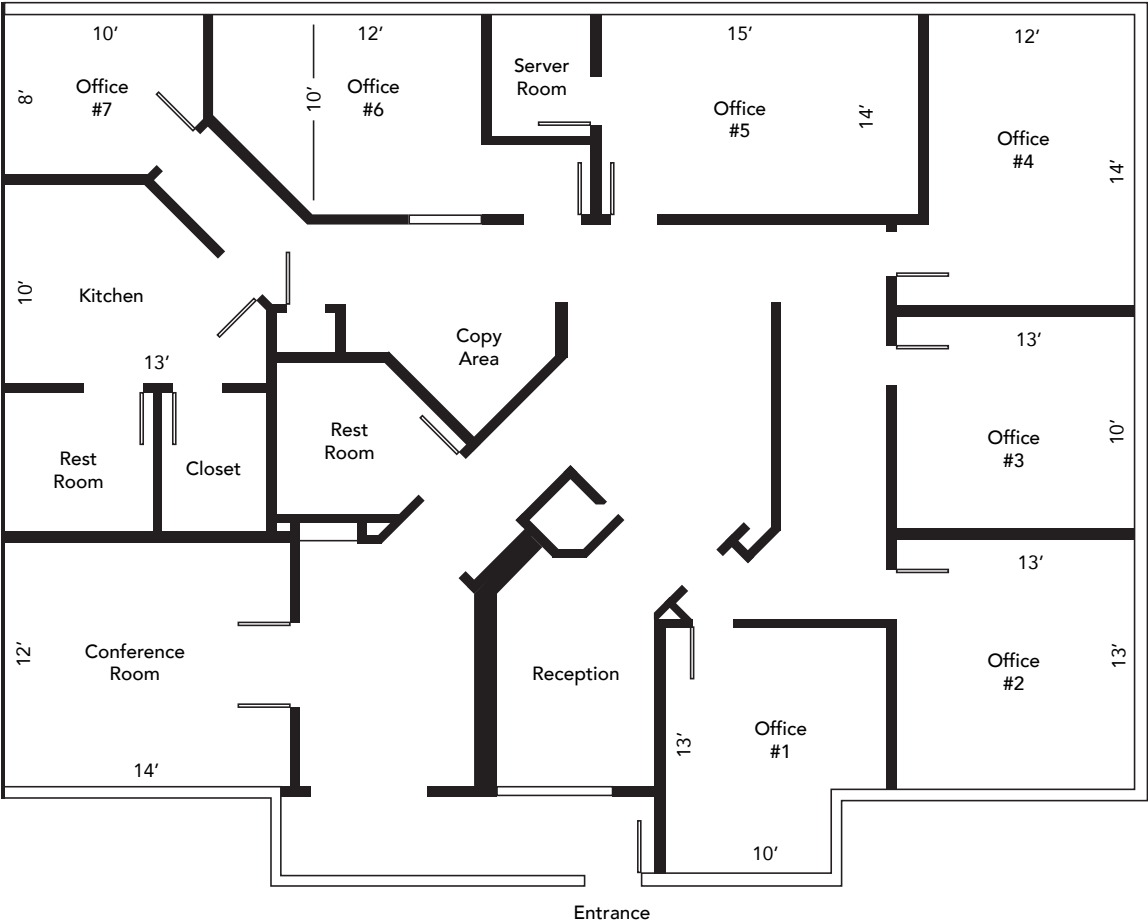 10’
12’
15’
12’
Office
#7
8’
10’
Office
#6
Server
Room
Office
#5
14’
Office
#4
14’
Kitchen
10’
13’
Copy
Area
13’
Rest
Room
Closet
Rest
Room
Office
#3
10’
13’
Conference
Room
12’
14’
Reception
Office
#1
13’
10’
Office
#2
13’
Entrance